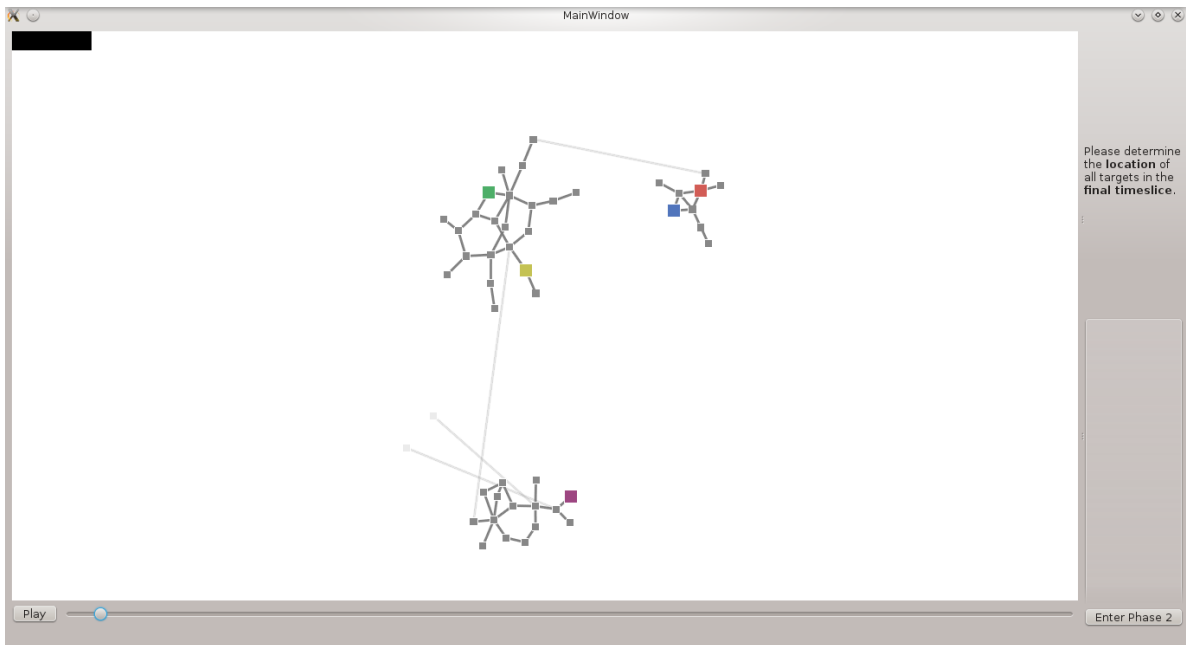 MainWindow
Please determine
the location of
all targets in the
final timeslice.
Play
Enter Phase 2